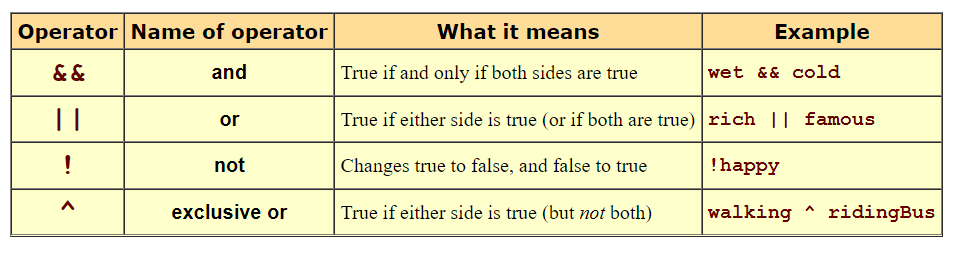 Operator Name of operator What it means Example
&& and True if and only if both sides are true wet && cold
|| or True if either side is true (or if both are true) rich || famous
! not Changes true to false, and false to true !happy
^ exclusive or True if either side is true (but not both) walking ^ ridingBus